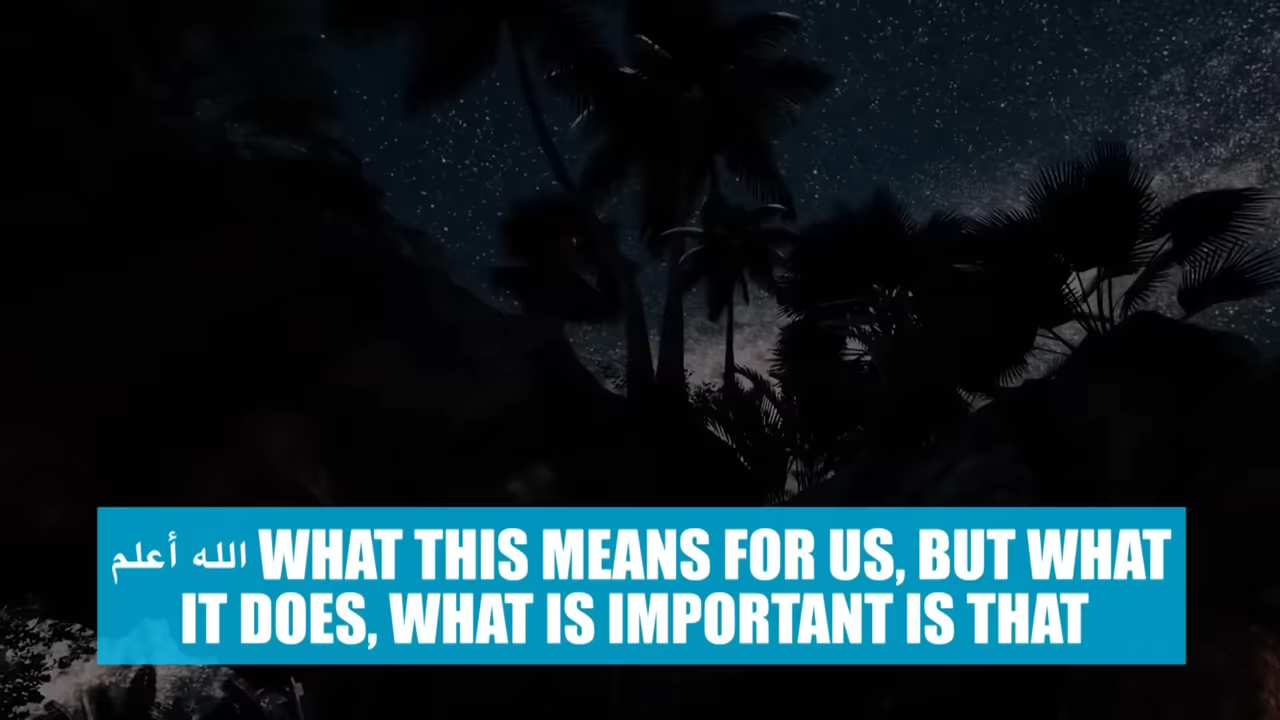 الله أعلم WHAT THIS MEANS FOR US, BUT WHAT
IT DOES, WHAT IS IMPORTANT IS THAT